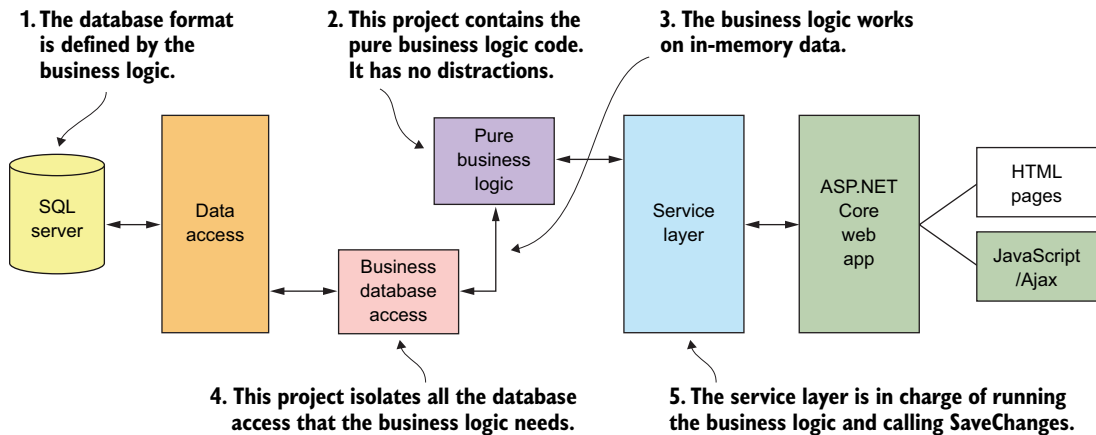 1. The database format
is defined by the
business logic.
2. This project contains the
pure business logic code.
It has no distractions.
3. The business logic works
on in-memory data.
SQL
server
Data
access
Pure
business
logic
Business
database
access
Service
layer
ASP.NET
Core
web
app
HTML
pages
JavaScript
/Ajax
4. This project isolates all the database
access that the business logic needs.
5. The service layer is in charge of running
the business logic and calling SaveChanges.